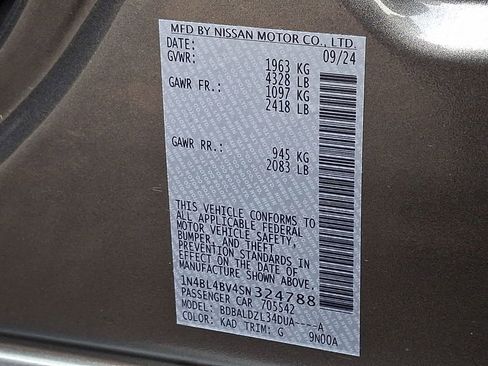 MFD BY NISSAN MOTOR CO., LTD.
DATE: 09/24
GVWR: 1963 KG
4328 LB
GAWR FR.: 1097 KG
2418 LB
GAWR RR.: 945 KG
2083 LB
THIS VEHICLE CONFORMS TO
ALL APPLICABLE FEDERAL
MOTOR VEHICLE SAFETY,
BUMPER, AND THEFT
PREVENTION STANDARDS IN
EFFECT ON THE DATE OF
MANUFACTURE SHOWN ABOVE.
1N4BL4BV4SN324788
PASSENGER CAR 705542
MODEL: BDBALDZL34DUA----A
COLOR: KAD TRIM: G 9N00A